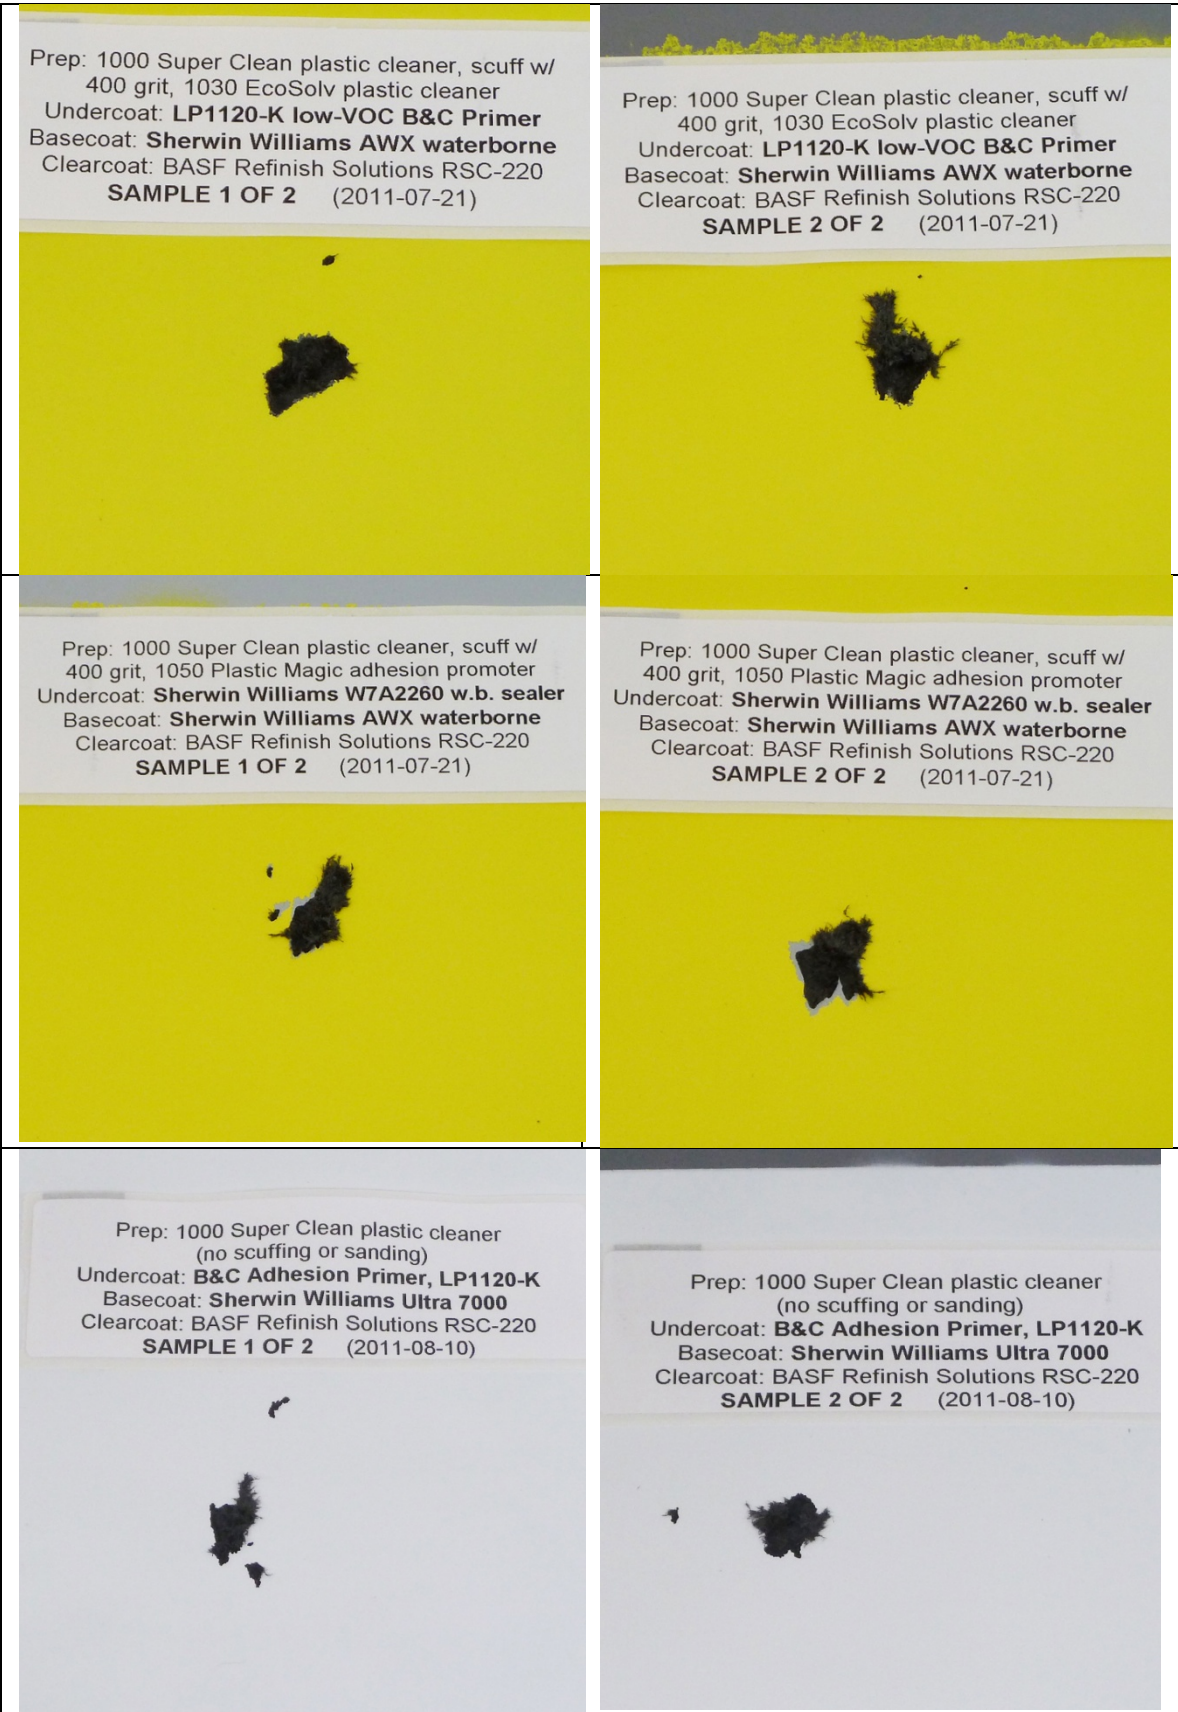 Prep: 1000 Super Clean plastic cleaner, scuff w/
400 grit, 1030 EcoSolv plastic cleaner
Undercoat: LP1120-K low-VOC B&C Primer
Basecoat: Sherwin Williams AWX waterborne
Clearcoat: BASF Refinish Solutions RSC-220
SAMPLE 1 OF 2 (2011-07-21)
Prep: 1000 Super Clean plastic cleaner, scuff w/
400 grit, 1030 EcoSolv plastic cleaner
Undercoat: LP1120-K low-VOC B&C Primer
Basecoat: Sherwin Williams AWX waterborne
Clearcoat: BASF Refinish Solutions RSC-220
SAMPLE 2 OF 2 (2011-07-21)
Prep: 1000 Super Clean plastic cleaner, scuff w/
400 grit, 1050 Plastic Magic adhesion promoter
Undercoat: Sherwin Williams W7A2260 w.b. sealer
Basecoat: Sherwin Williams AWX waterborne
Clearcoat: BASF Refinish Solutions RSC-220
SAMPLE 1 OF 2 (2011-07-21)
Prep: 1000 Super Clean plastic cleaner, scuff w/
400 grit, 1050 Plastic Magic adhesion promoter
Undercoat: Sherwin Williams W7A2260 w.b. sealer
Basecoat: Sherwin Williams AWX waterborne
Clearcoat: BASF Refinish Solutions RSC-220
SAMPLE 2 OF 2 (2011-07-21)
Prep: 1000 Super Clean plastic cleaner
(no scuffing or sanding)
Undercoat: B&C Adhesion Primer, LP1120-K
Basecoat: Sherwin Williams Ultra 7000
Clearcoat: BASF Refinish Solutions RSC-220
SAMPLE 1 OF 2 (2011-08-10)
Prep: 1000 Super Clean plastic cleaner
(no scuffing or sanding)
Undercoat: B&C Adhesion Primer, LP1120-K
Basecoat: Sherwin Williams Ultra 7000
Clearcoat: BASF Refinish Solutions RSC-220
SAMPLE 2 OF 2 (2011-08-10)